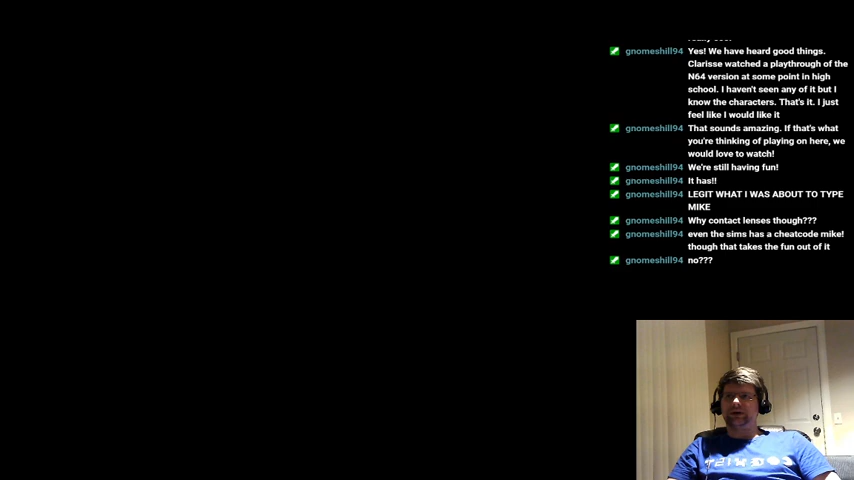 gnomeshill94 Yes! We have heard good things.
Clarisse watched a playthrough of the
N64 version at some point in high
school. I haven't seen any of it but I
know the characters. That's it. I just
feel like I would like it
gnomeshill94 That sounds amazing. If that's what
you're thinking of playing on here, we
would love to watch!
gnomeshill94 We're still having fun!
gnomeshill94 It has!!
gnomeshill94 LEGIT WHAT I WAS ABOUT TO TYPE
MIKE
gnomeshill94 Why contact lenses though???
gnomeshill94 even the sims has a cheatcode mike!
though that takes the fun out of it
gnomeshill94 no???